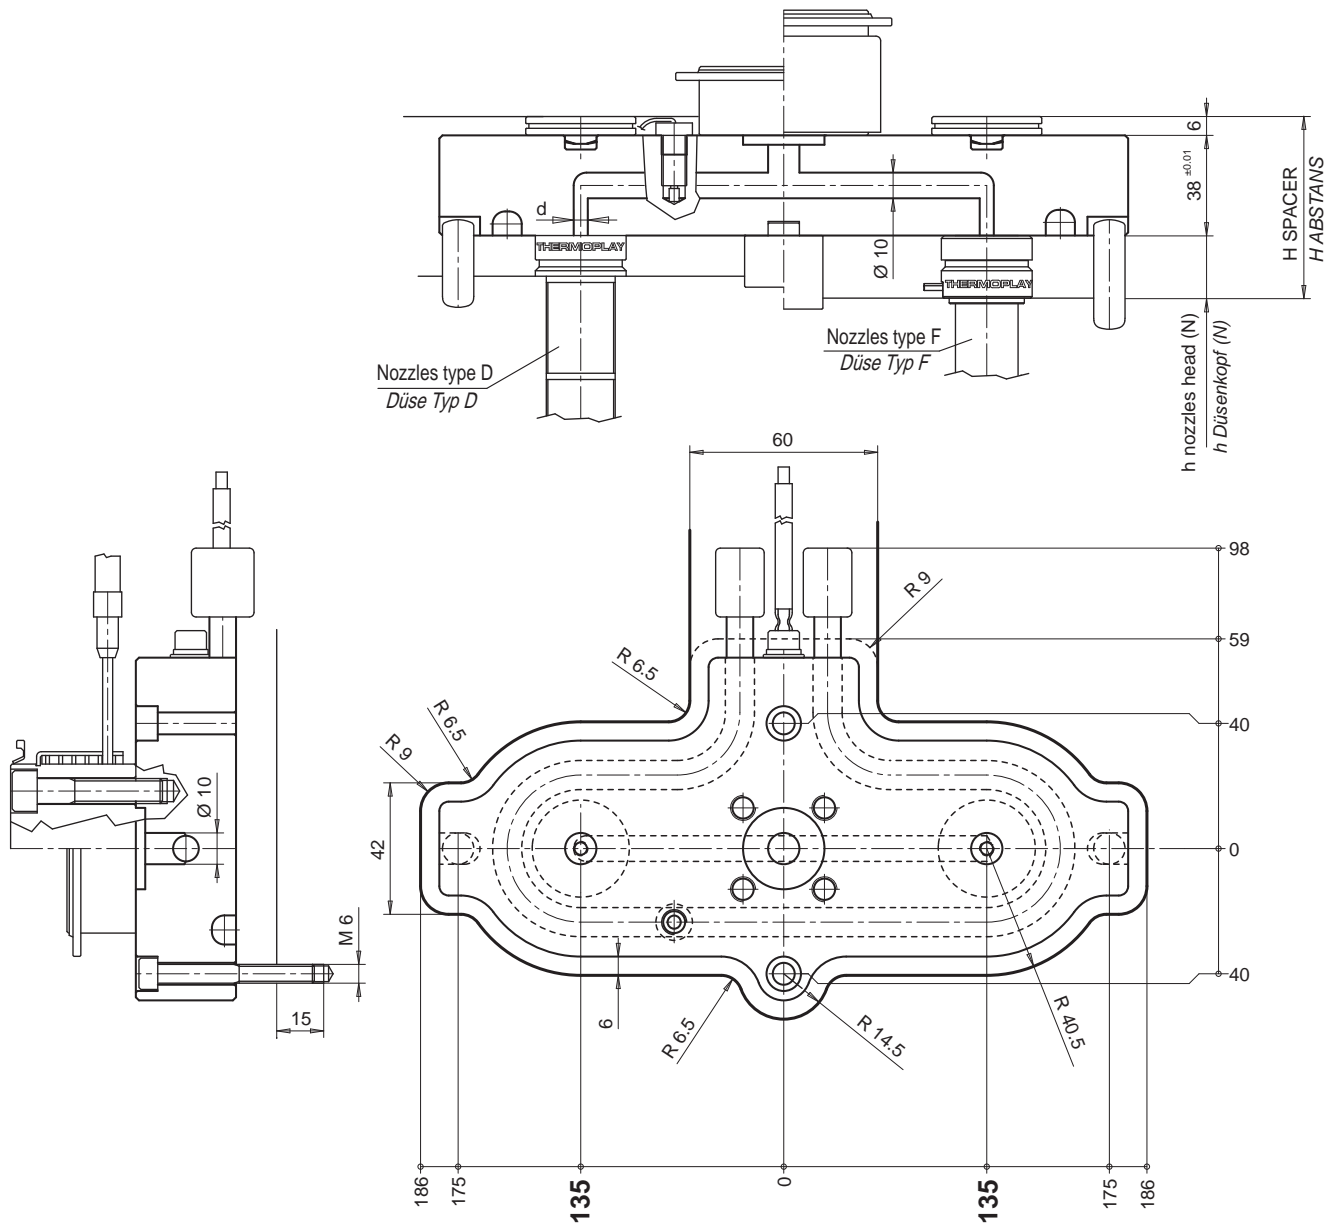 6
38 ±0.01
H SPACER
H ABSTANS
d
THERMOPLAY
Ø 10
THERMOPLAY
Nozzles type F
Düse Typ F
Nozzles type D
Düse Typ D
h nozzles head (N)
h Düsenkopf (N)
60
98
R 9
59
R 6.5
R 6.5
40
R 9
Ø 10
42
0
M 6
40
15
6
R 6.5
R 14.5
R 40.5
186
175
135
0
135
175
186